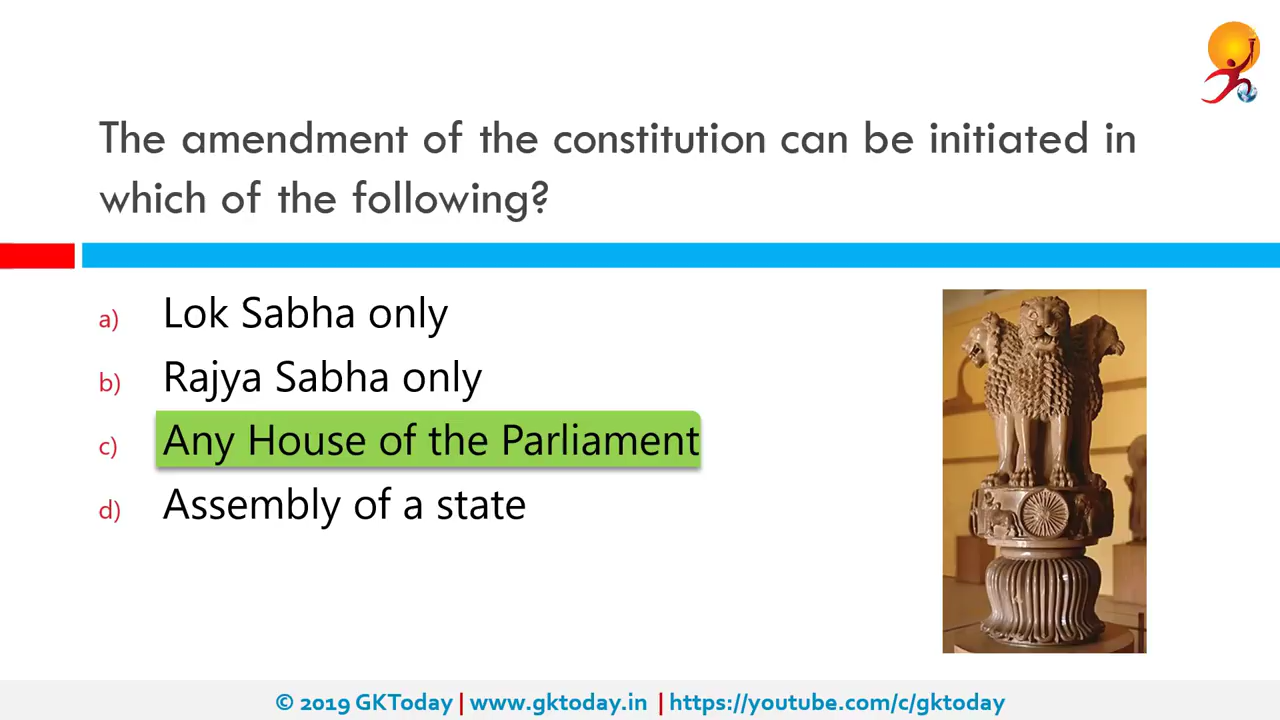 The amendment of the constitution can be initiated in
which of the following?
a) Lok Sabha only
b) Rajya Sabha only
c) Any House of the Parliament
d) Assembly of a state
© 2019 GKToday | www.gktoday.in | https://youtube.com/c/gktoday